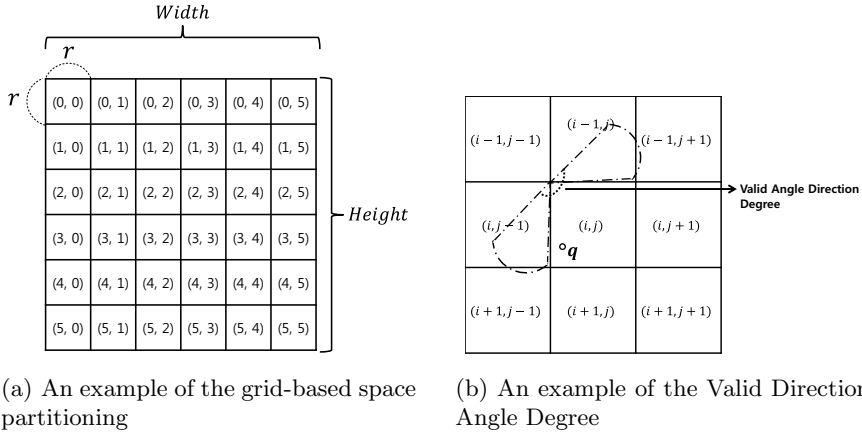 Width
r
r
(0, 0) (0, 1) (0, 2) (0, 3) (0, 4) (0, 5)
(1, 0) (1, 1) (1, 2) (1, 3) (1, 4) (1, 5)
(2, 0) (2, 1) (2, 2) (2, 3) (2, 4) (2, 5)
(3, 0) (3, 1) (3, 2) (3, 3) (3, 4) (3, 5)
(4, 0) (4, 1) (4, 2) (4, 3) (4, 4) (4, 5)
(5, 0) (5, 1) (5, 2) (5, 3) (5, 4) (5, 5)
Height
(a) An example of the grid-based space
partitioning
(i − 1, j − 1) (i − 1, j) (i − 1, j + 1)
(i, j − 1) (i, j) (i, j + 1)
q
(i + 1, j − 1) (i + 1, j) (i + 1, j + 1)
Valid Angle Direction
Degree
(b) An example of the Valid Direction
Angle Degree